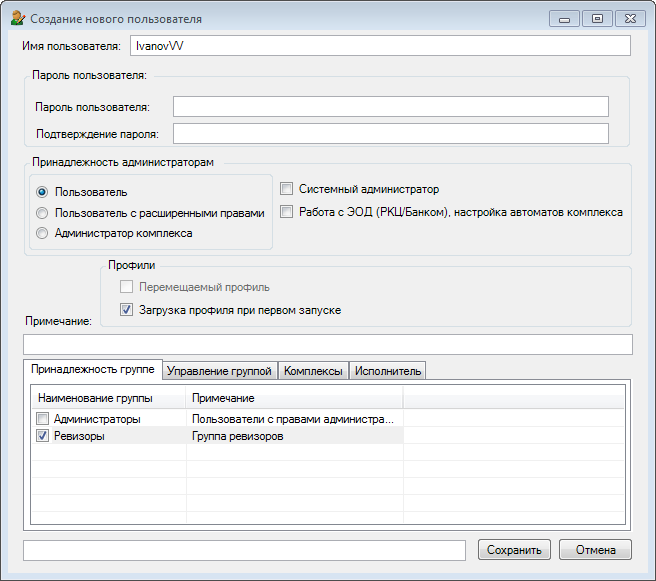 Создание нового пользователя
Имя пользователя: IvanovVV
Пароль пользователя:
Пароль пользователя:
Подтверждение пароля:
Принадлежность администраторам
Пользователь
Системный администратор
Пользователь с расширенными правами
Работа с ЭОД (РКЦ/Банком), настройка автоматов комплекса
Администратор комплекса
Профили
Перемещаемый профиль
Загрузка профиля при первом запуске
Примечание:
Принадлежность группе Управление группой Комплексы Исполнитель
Наименование группы Примечание
Администраторы Пользователи с правами администра...
Ревизоры Группа ревизоров
Сохранить Отмена